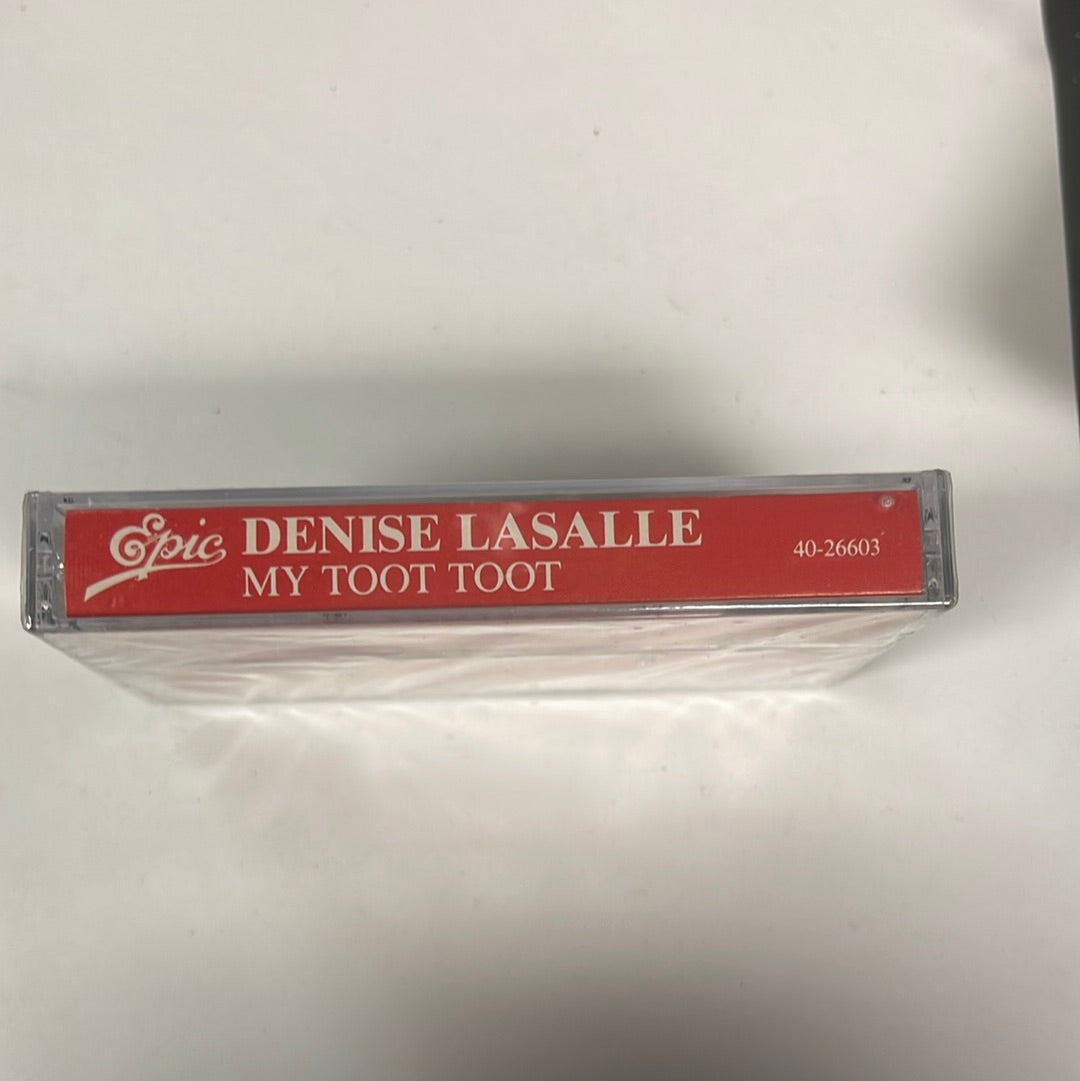 Epic
DENISE LASALLE
MY TOOT TOOT
40-26603